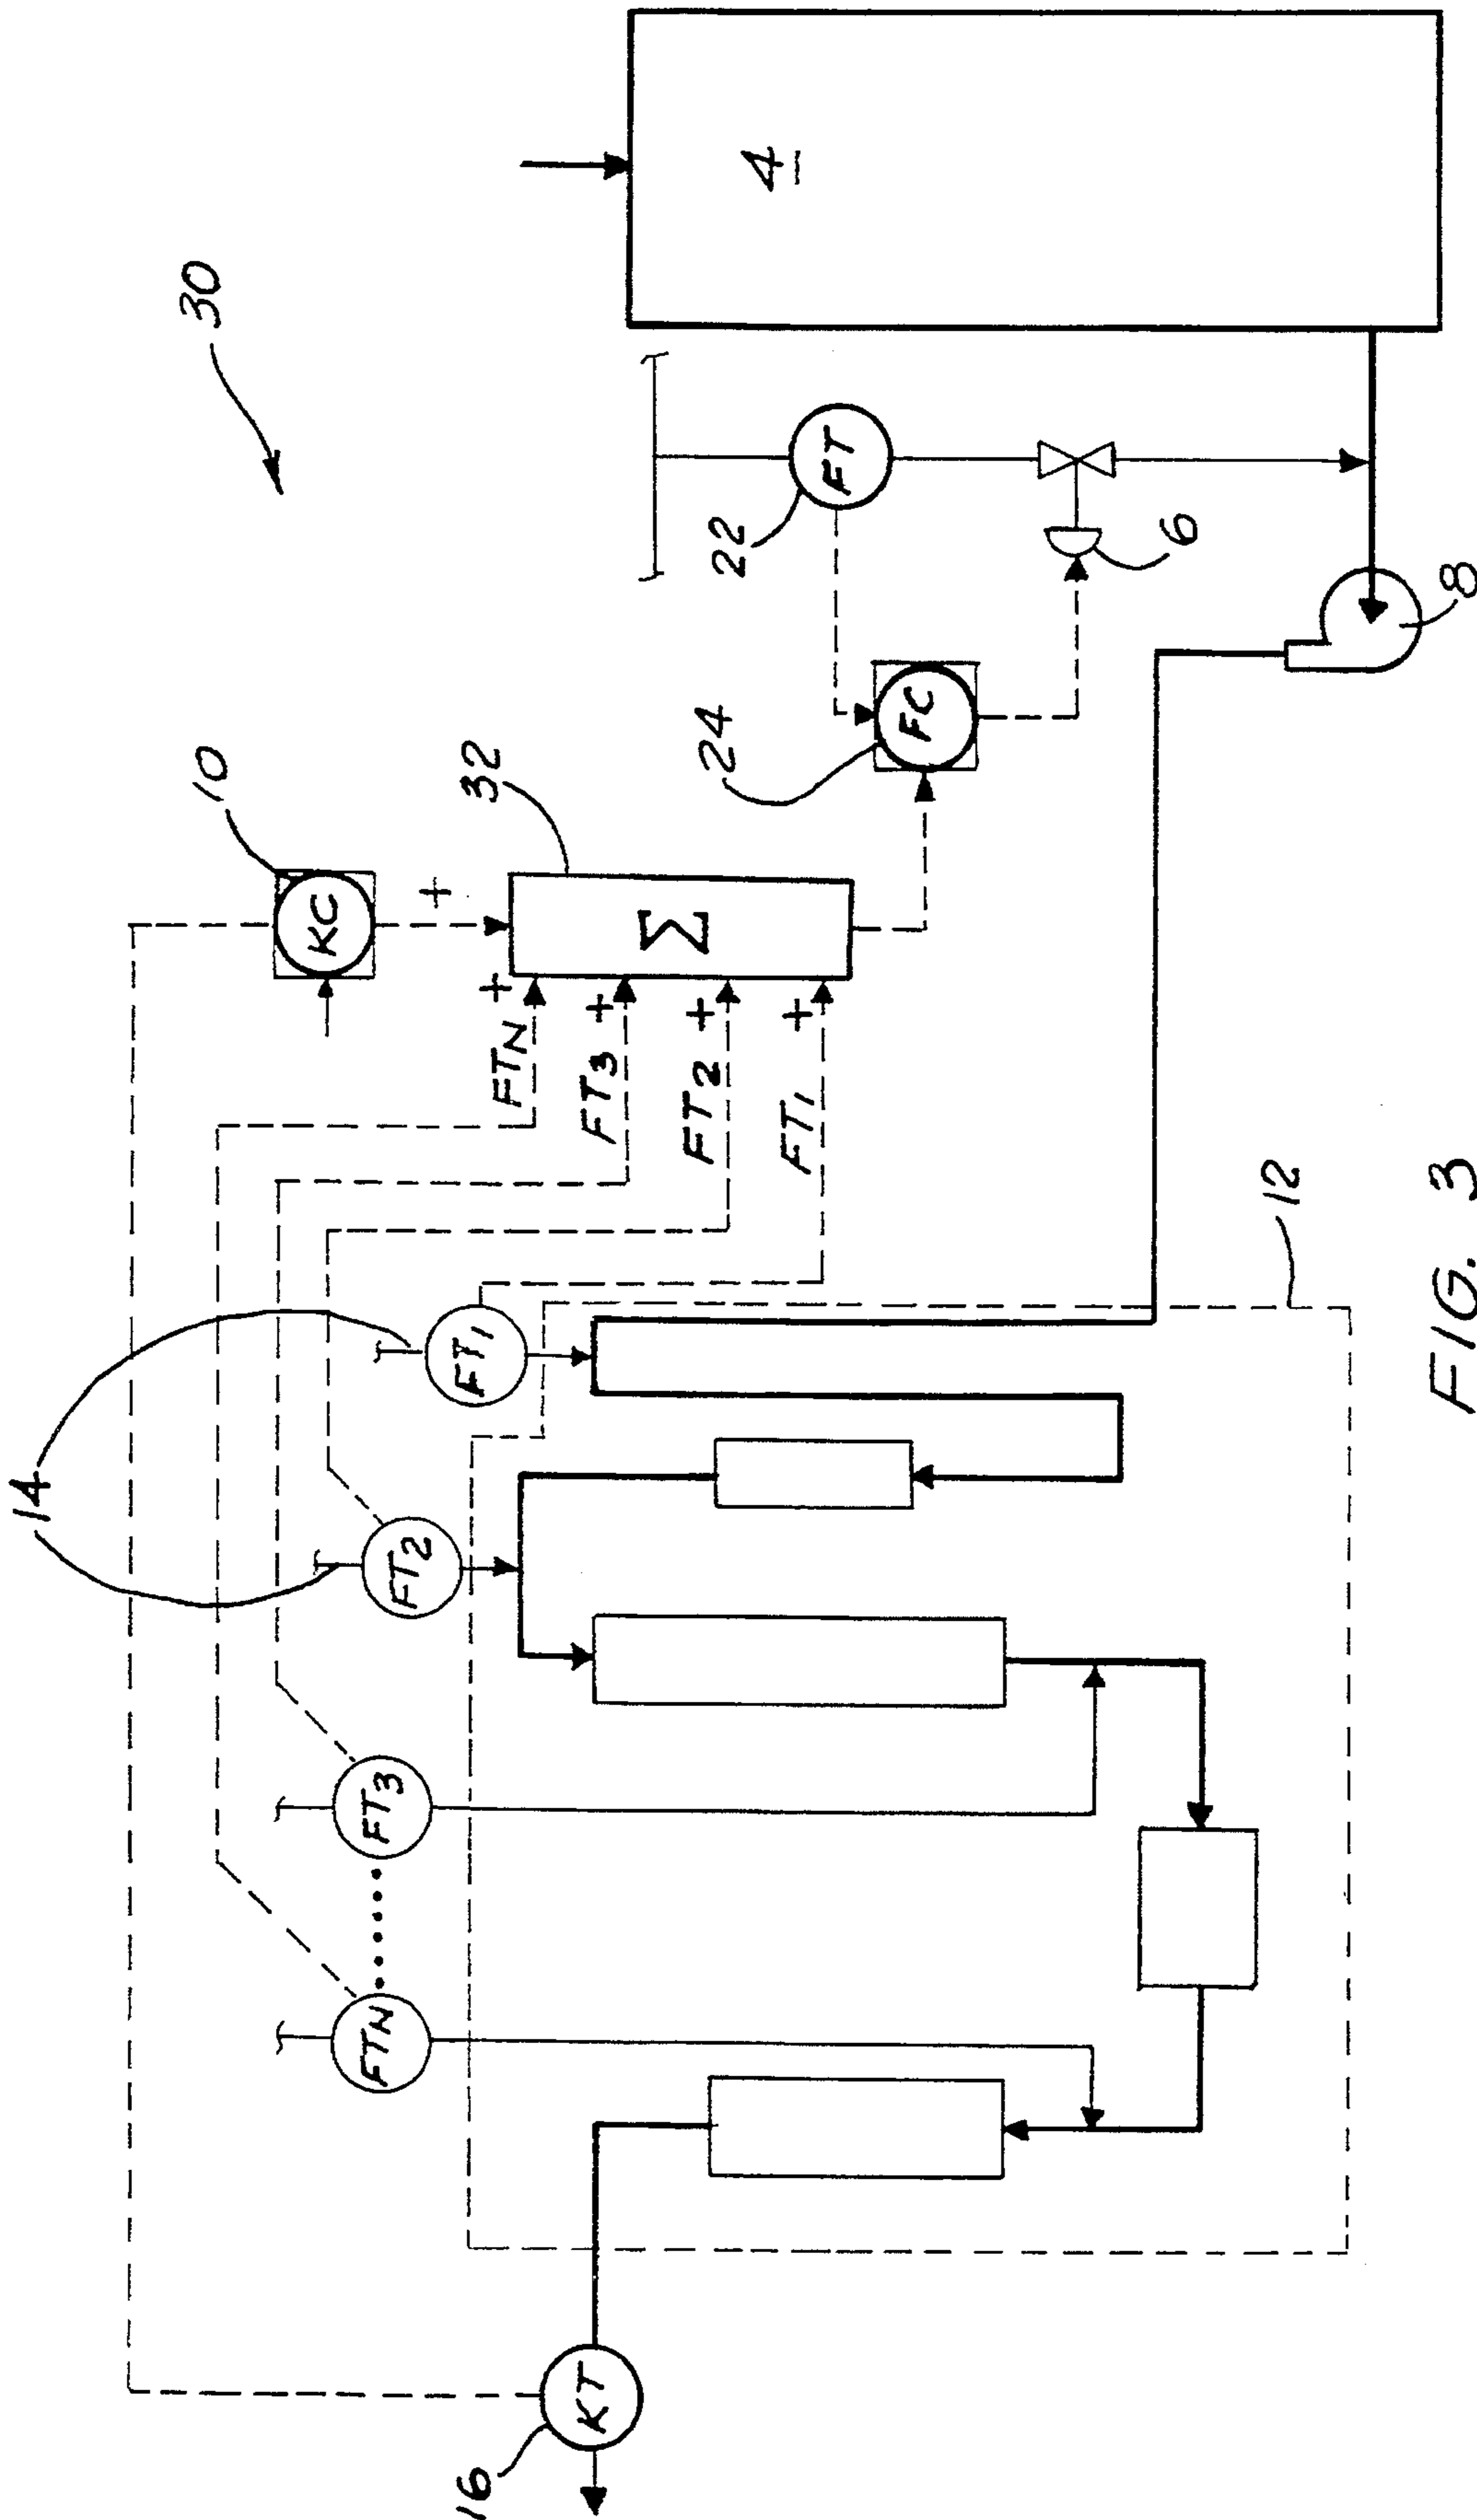 30
4
14
10
KC
+
32
Σ
FTN +
FT3 +
FT2 +
FT1 +
22
FT
24
FC
6
8
FT1
FT2
FT3
FTN
KT
16
12
FIG. 3